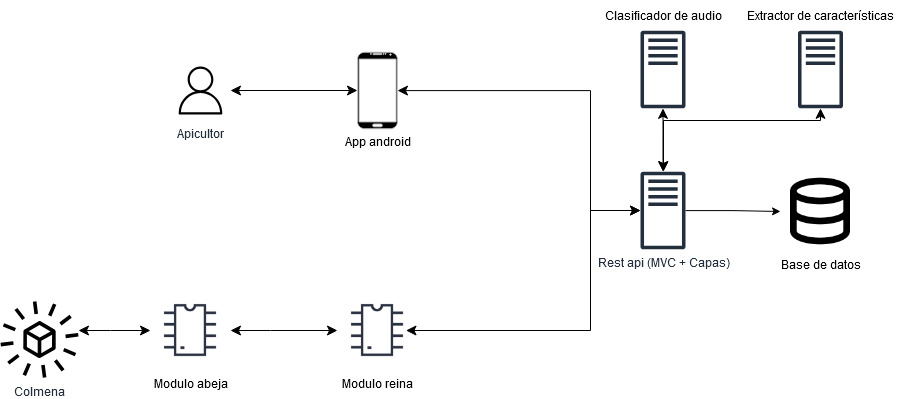 Clasificador de audio
Extractor de características
Apicultor
App android
Rest api (MVC + Capas)
Base de datos
Colmena
Modulo abeja
Modulo reina